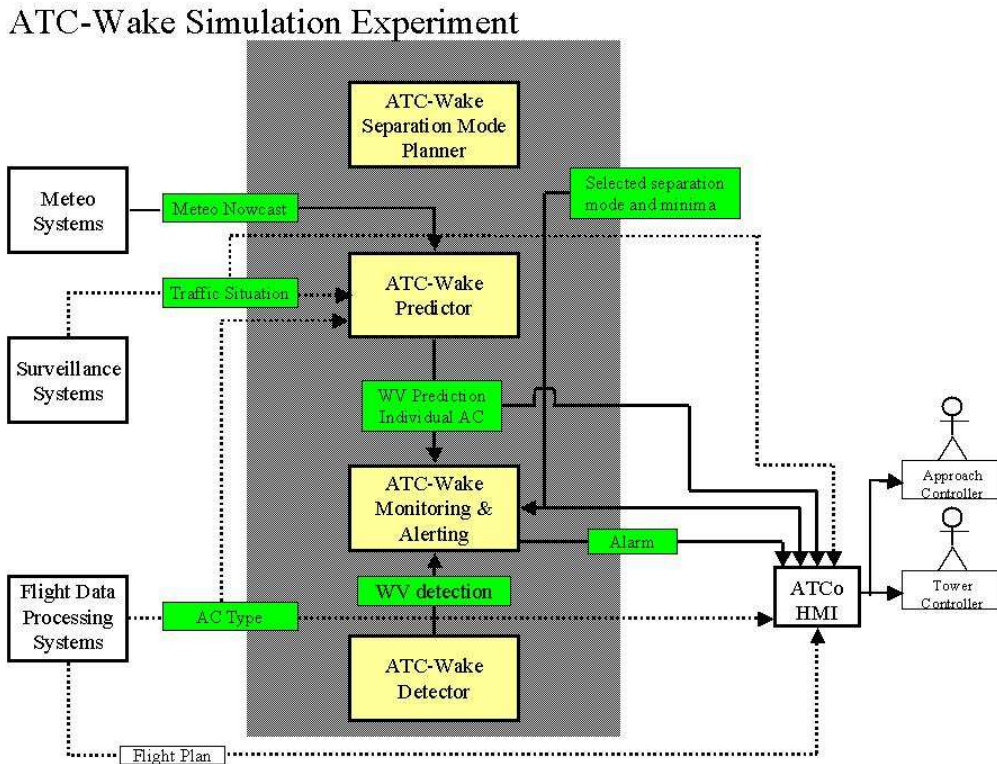 ATC-Wake Simulation Experiment
ATC-Wake
Separation Mode
Planner
Meteo
Systems
Meteo Nowcast
Selected separation
mode and minima
ATC-Wake
Predictor
Traffic Situation
Surveillance
Systems
WV Prediction
Individual AC
Approach
Controller
ATC-Wake
Monitoring &
Alerting
Alarm
Flight Data
Processing
Systems
AC Type
WV detection
ATCo
HMI
Tower
Controller
ATC-Wake
Detector
Flight Plan